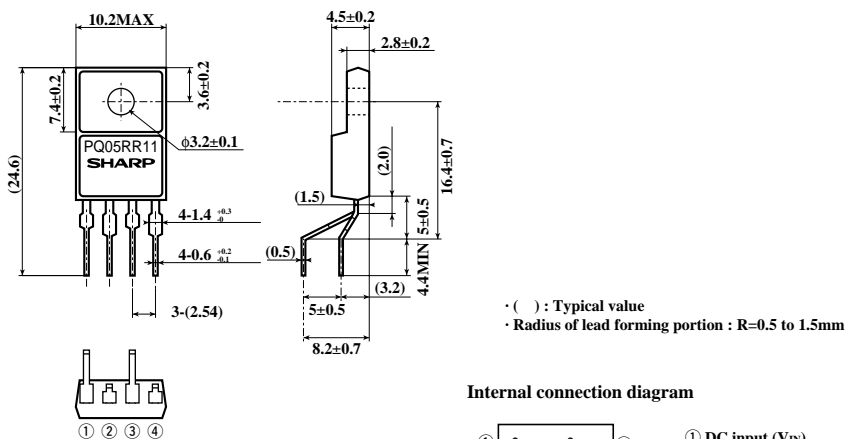 10.2MAX
4.5±0.2
2.8±0.2
7.4±0.2
3.6±0.2
PQ05RR11
SHARP
φ3.2±0.1
(24.6)
(2.0)
16.4±0.7
(1.5)
5±0.5
4-1.4 +0.3 -0
4-0.6 +0.2 -0.1
(0.5)
4.4MIN
(3.2)
3-(2.54)
5±0.5
8.2±0.7
· ( ) : Typical value
· Radius of lead forming portion : R=0.5 to 1.5mm
① ② ③ ④
Internal connection diagram
① DC input (VIN)